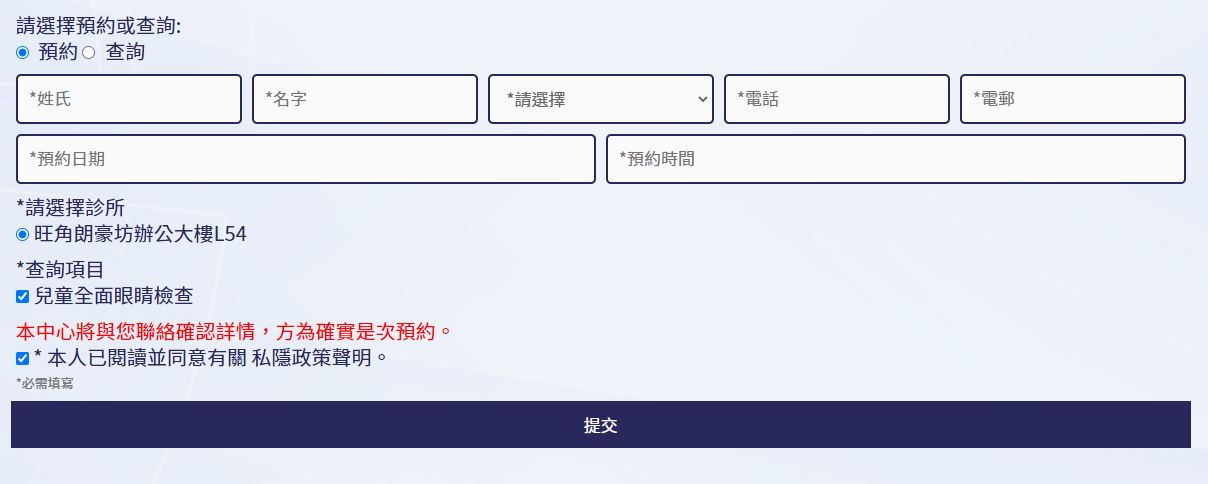 請選擇預約或查詢:
預約 查詢
*姓氏 *名字 *請選擇 *電話 *電郵
*預約日期 *預約時間
*請選擇診所
旺角朗豪坊辦公大樓L54
*查詢項目
兒童全面眼睛檢查
本中心將與您聯絡確認詳情，方為確實是次預約。
* 本人已閱讀並同意有關 私隱政策聲明。
*必需填寫
提交